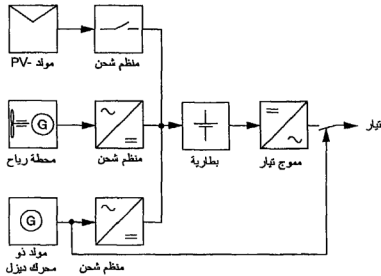 مولد -PV
منظم شحن
G
محطة رياح
منظم شحن
بطارية
مموج تيار
تيار
G
مولد ذو
محرك ديزل
منظم شحن